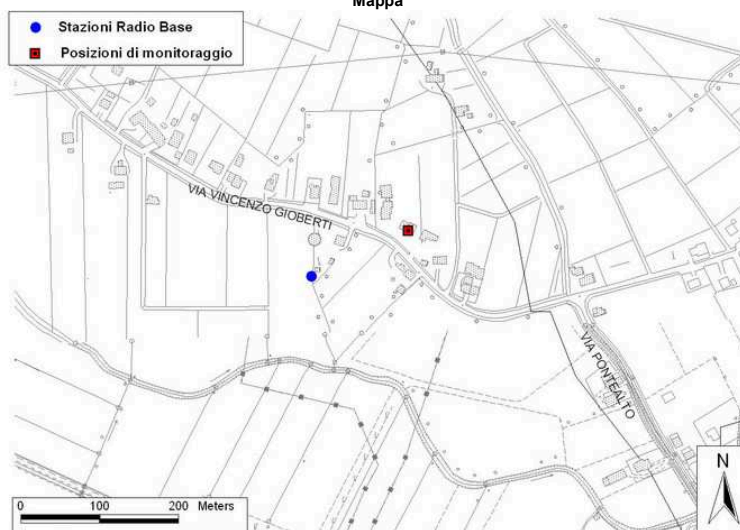 Mappa
Stazioni Radio Base
Posizioni di monitoraggio
VIA VINCENZO GIOBERTI
VIA PONTEALTO
N
0 100 200 Meters